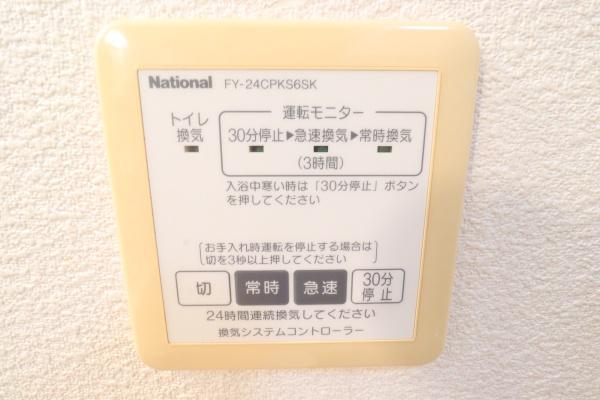 National FY-24CPKS6SK
トイレ
換気
運転モニター
30分停止▶急速換気▶常時換気
(3時間)
入浴中寒い時は「30分停止」ボタン
を押してください
お手入れ時運転を停止する場合は
切を3秒以上押してください
切 常時 急速 30分
停止
24時間連続換気してください
換気システムコントローラー